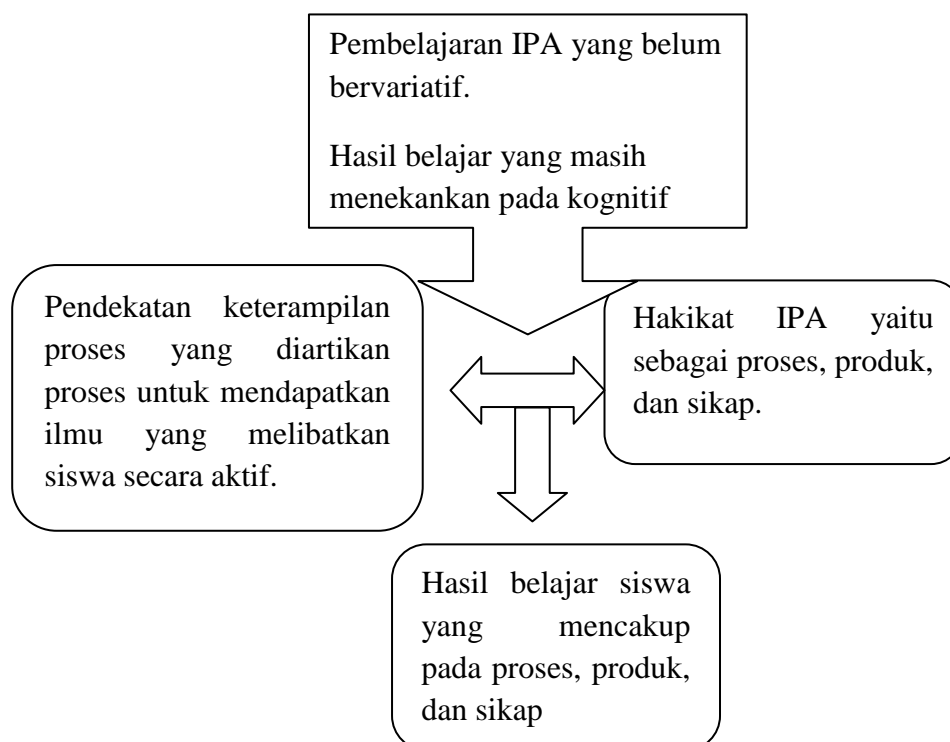 Pembelajaran IPA yang belum
bervariatif.
Hasil belajar yang masih
menekankan pada kognitif
Pendekatan keterampilan
proses yang diartikan
proses untuk mendapatkan
ilmu yang melibatkan
siswa secara aktif.
Hakikat IPA yaitu
sebagai proses, produk,
dan sikap.
Hasil belajar siswa
yang mencakup
pada proses, produk,
dan sikap